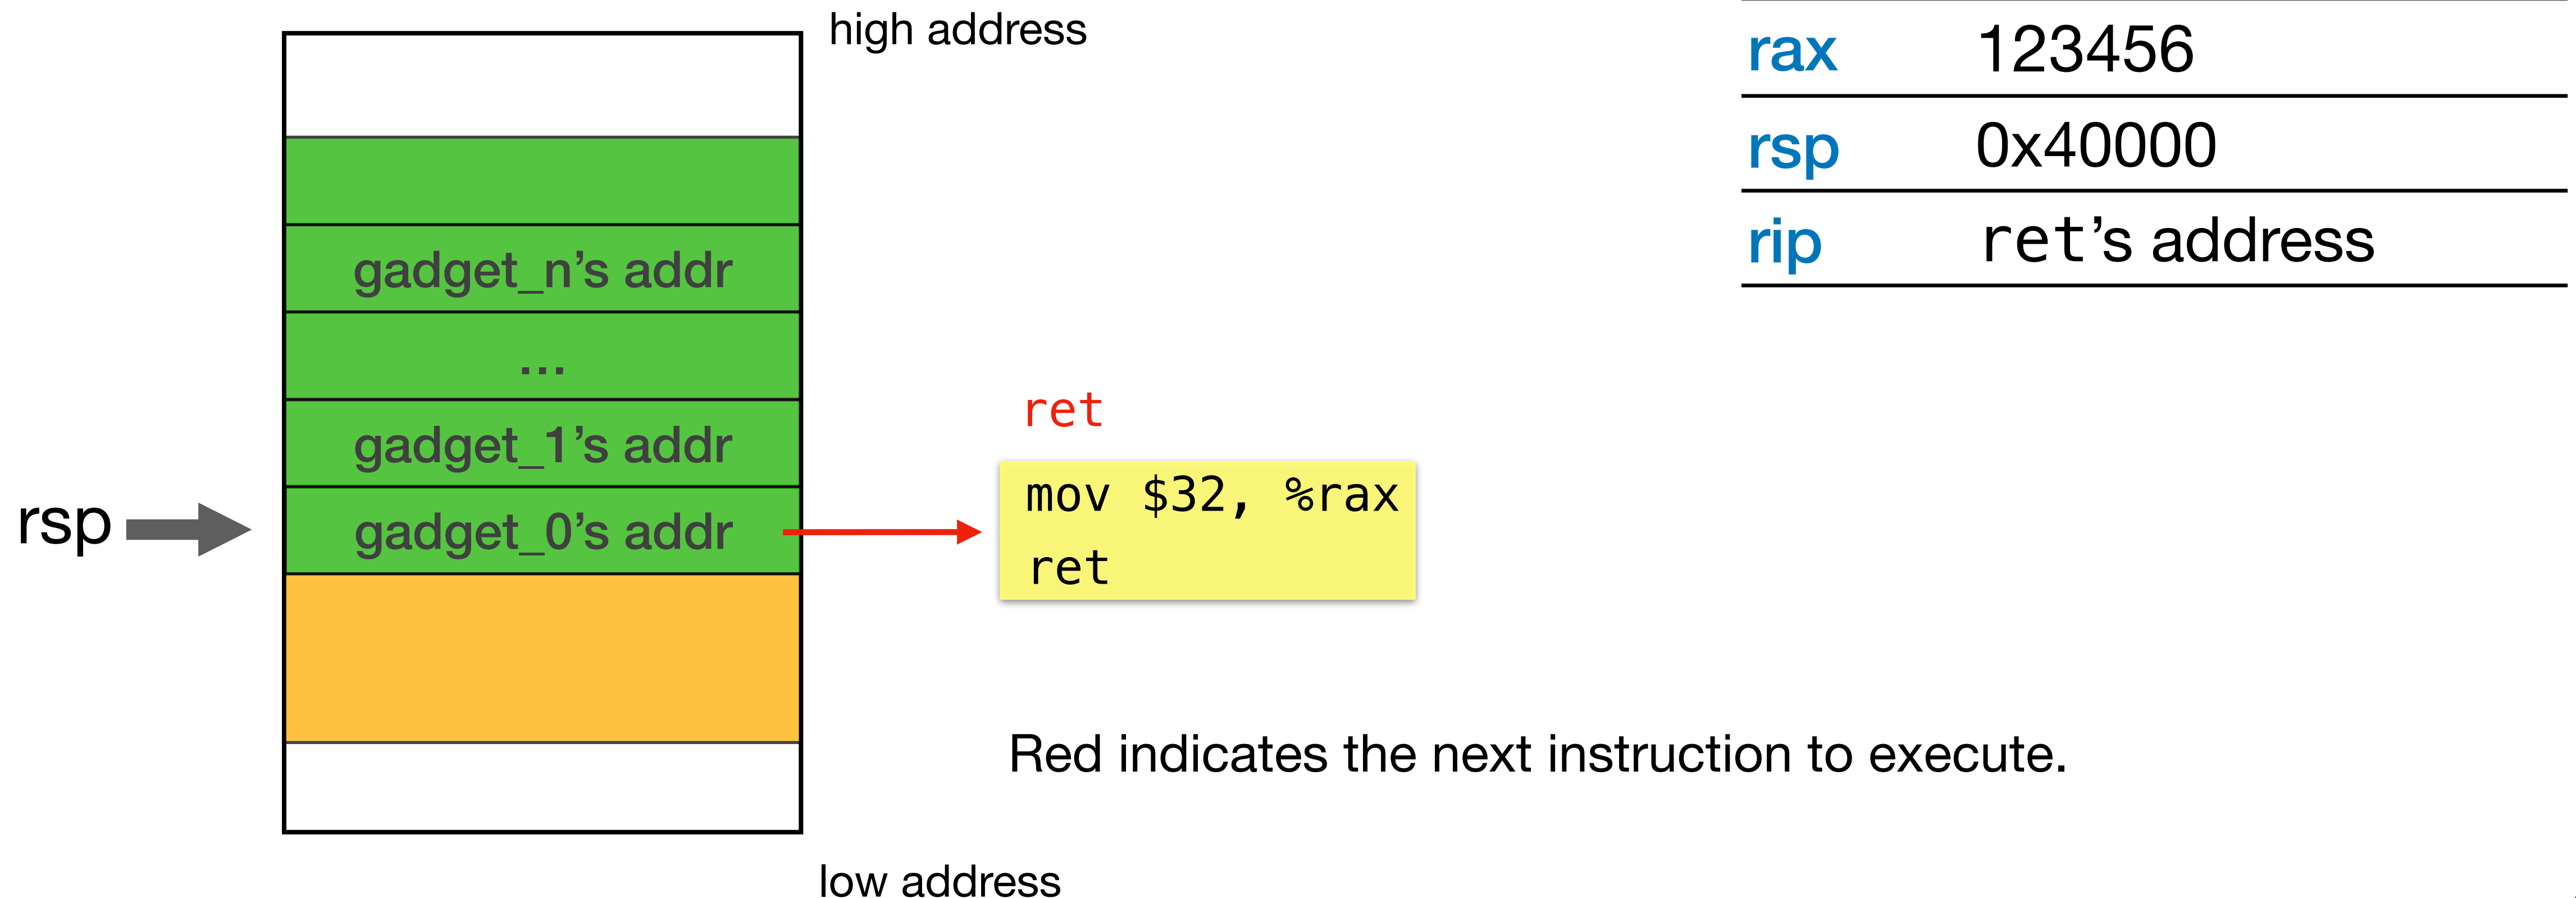 high address
rax 123456
rsp 0x40000
rip ret’s address
gadget_n’s addr
...
gadget_1’s addr
rsp
gadget_0’s addr
ret
mov $32, %rax
ret
Red indicates the next instruction to execute.
low address